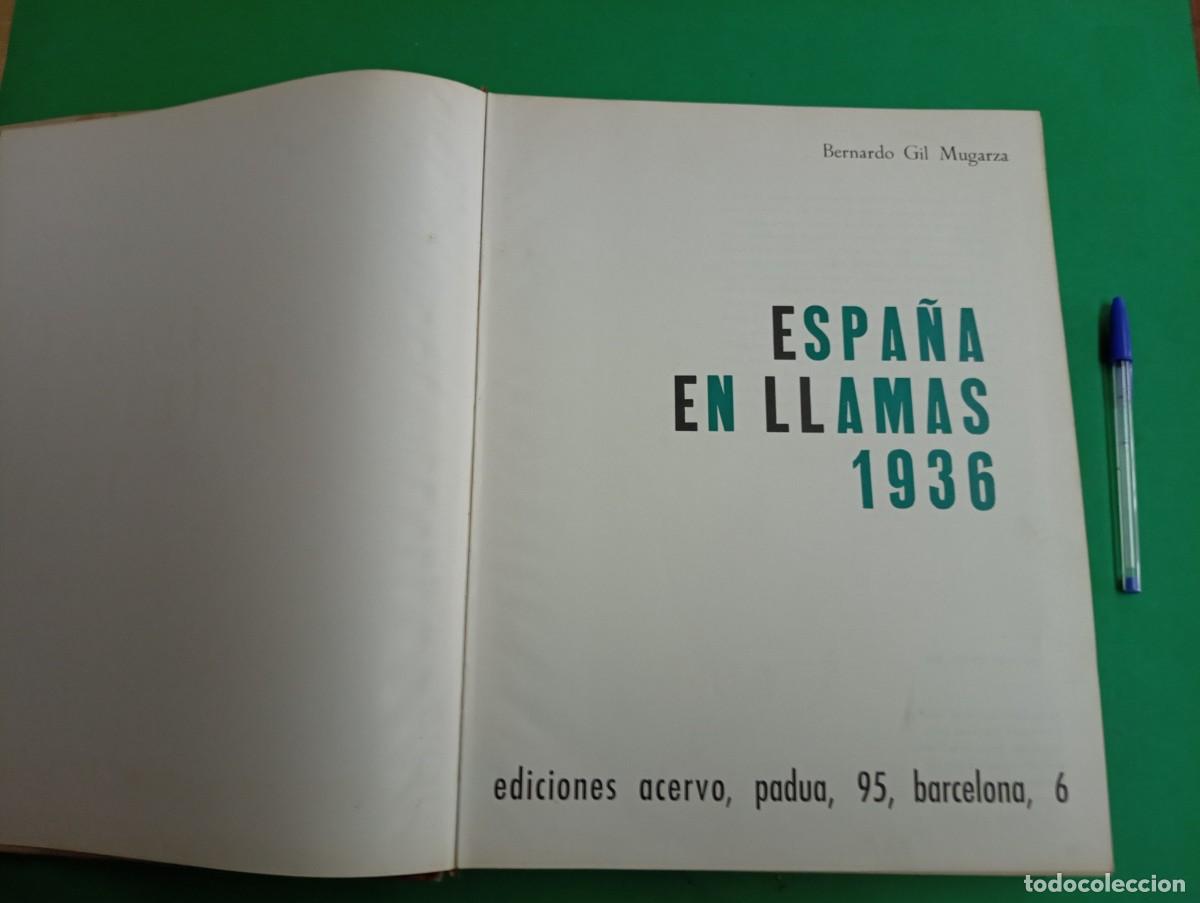 Bernardo Gil Mugarza
ESPAÑA
EN LLAMAS
1936
ediciones acervo, padua, 95, barcelona, 6
todocoleccion